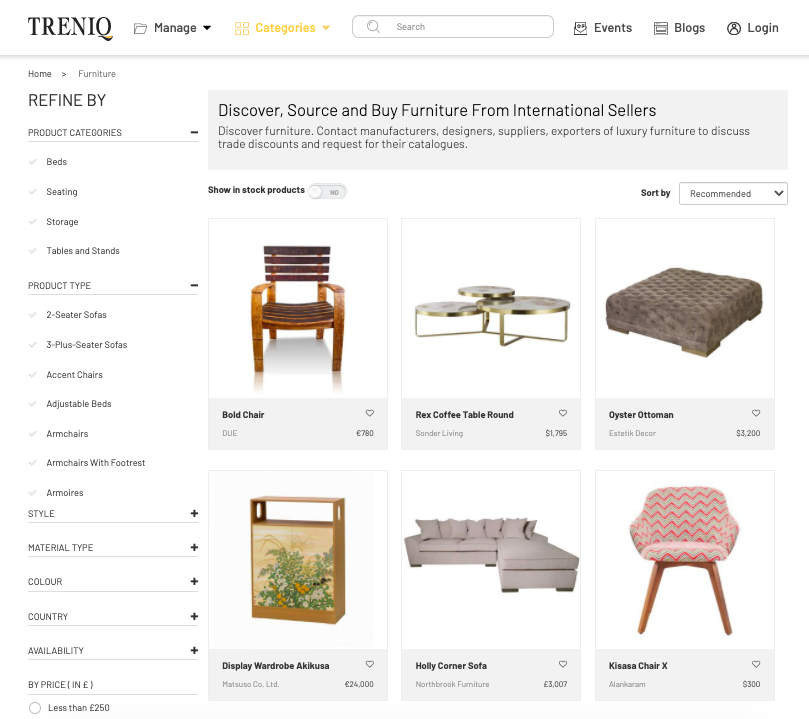 TRENIQ
Manage
Categories
Search
Events
Blogs
Login
Home > Furniture
REFINE BY
PRODUCT CATEGORIES
Beds
Seating
Storage
Tables and Stands
PRODUCT TYPE
2-Seater Sofas
3-Plus-Seater Sofas
Accent Chairs
Adjustable Beds
Armchairs
Armchairs With Footrest
Armoires
STYLE
MATERIAL TYPE
COLOUR
COUNTRY
AVAILABILITY
BY PRICE ( IN £ )
Less than £250
Discover, Source and Buy Furniture From International Sellers
Discover furniture. Contact manufacturers, designers, suppliers, exporters of luxury furniture to discuss
trade discounts and request for their catalogues.
Show in stock products NO
Sort by Recommended
Bold Chair
DUE €780
Rex Coffee Table Round
Sonder Living $1,795
Oyster Ottoman
Estetik Decor $3,200
Display Wardrobe Akikusa
Matsuso Co. Ltd. €24,000
Holly Corner Sofa
Northbrook Furniture £3,007
Kisasa Chair X
Alankaram $300